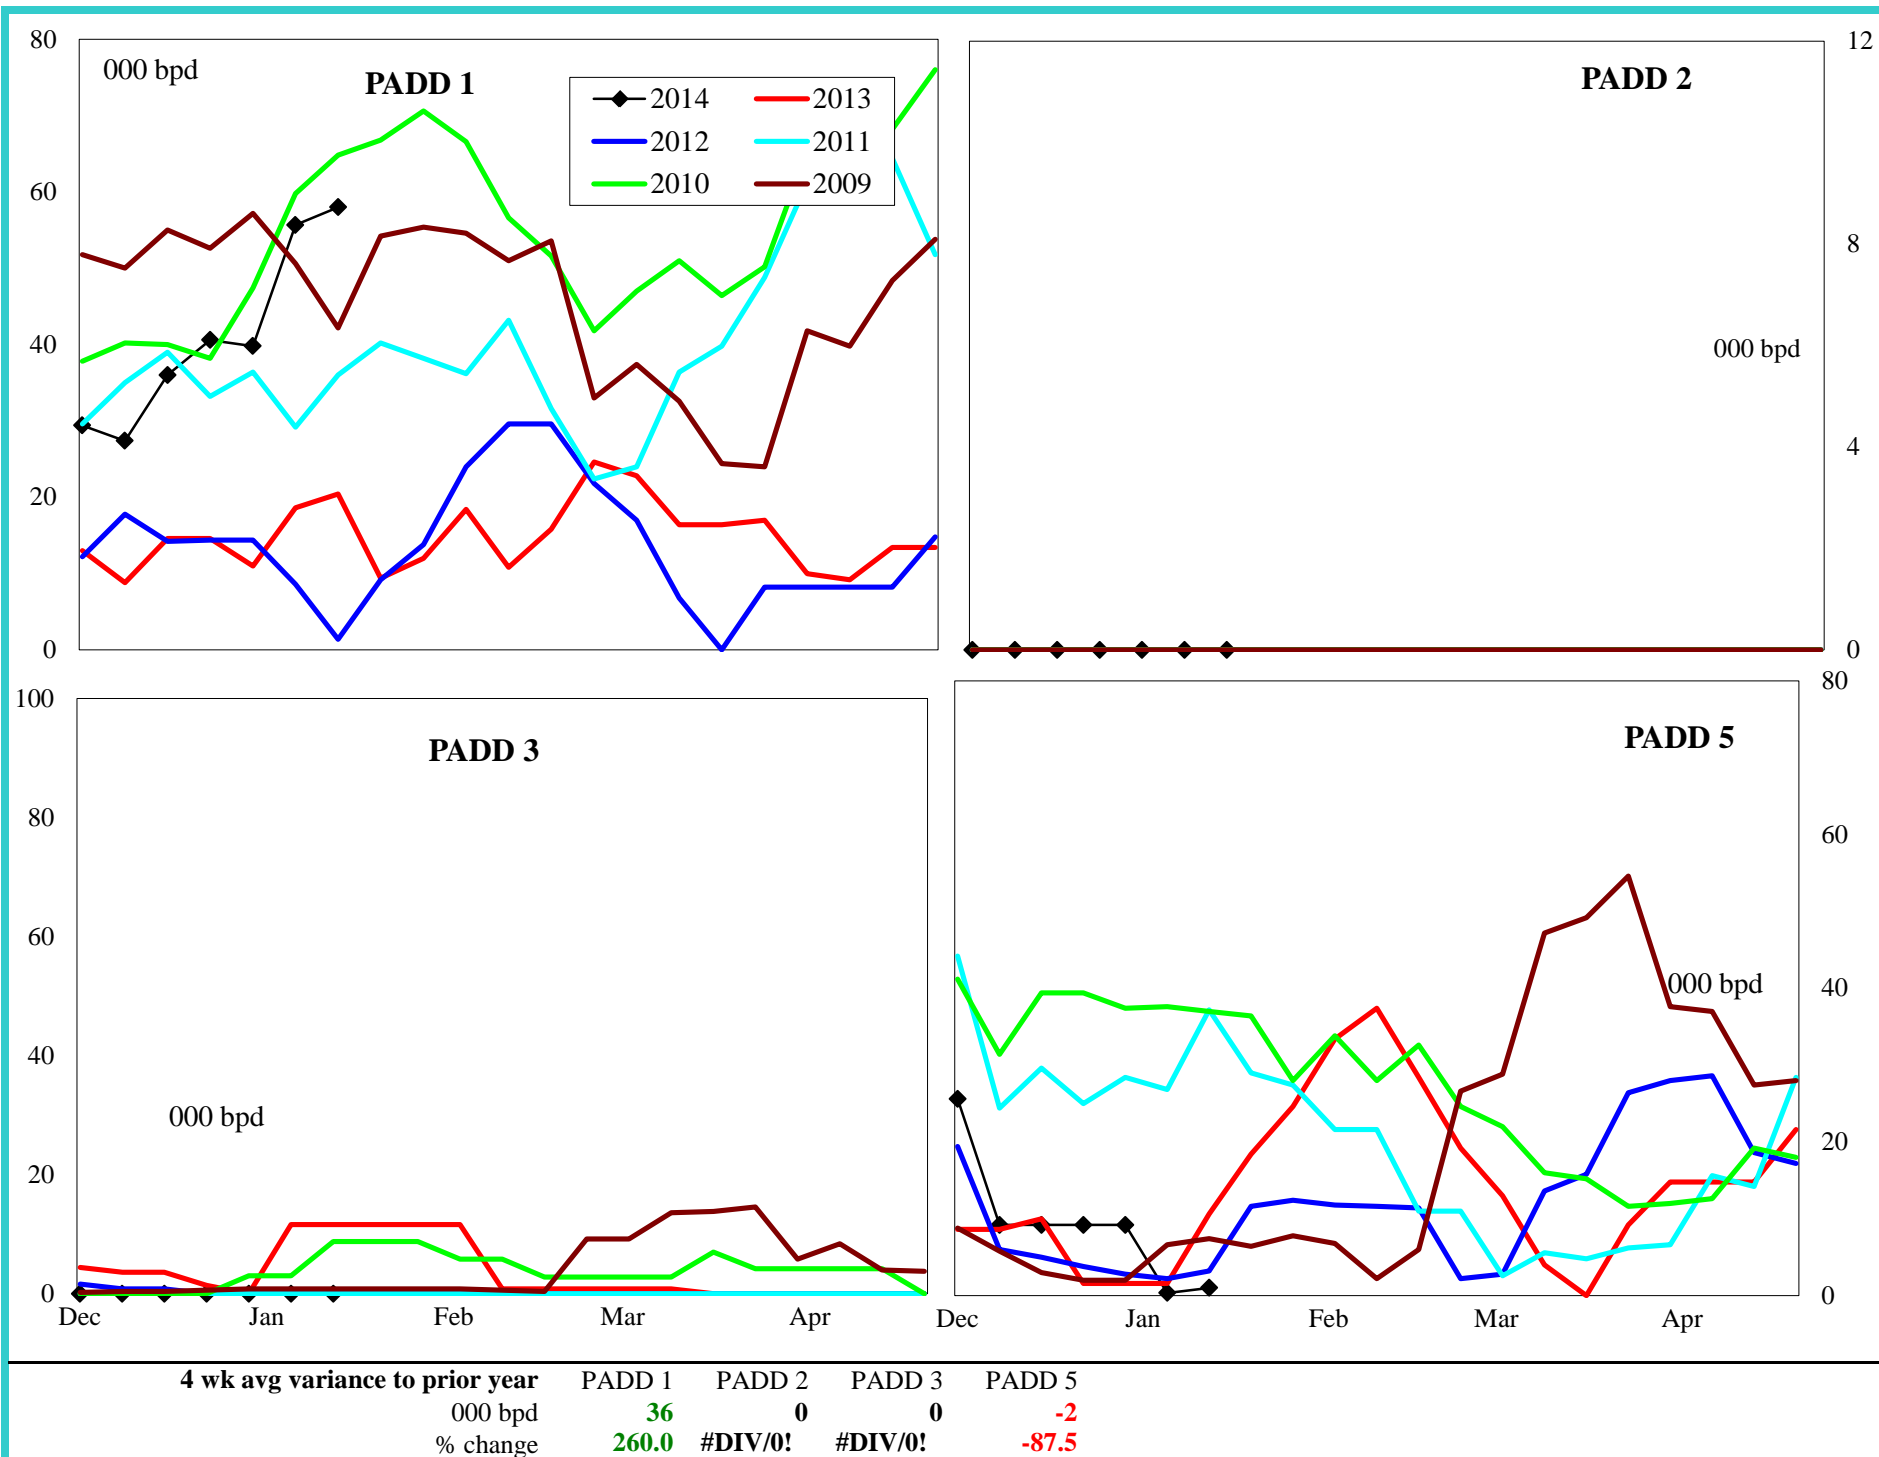 80
60
40
20
0
000 bpd
PADD 1
2014 2013
2012 2011
2010 2009
PADD 2
000 bpd
12
8
4
0
100
80
60
40
20
0
PADD 3
000 bpd
Dec Jan Feb Mar Apr
PADD 5
000 bpd
80
60
40
20
0
Dec Jan Feb Mar Apr
4 wk avg variance to prior year PADD 1 PADD 2 PADD 3 PADD 5
000 bpd 36 0 0 -2
% change 260.0 #DIV/0! #DIV/0! -87.5